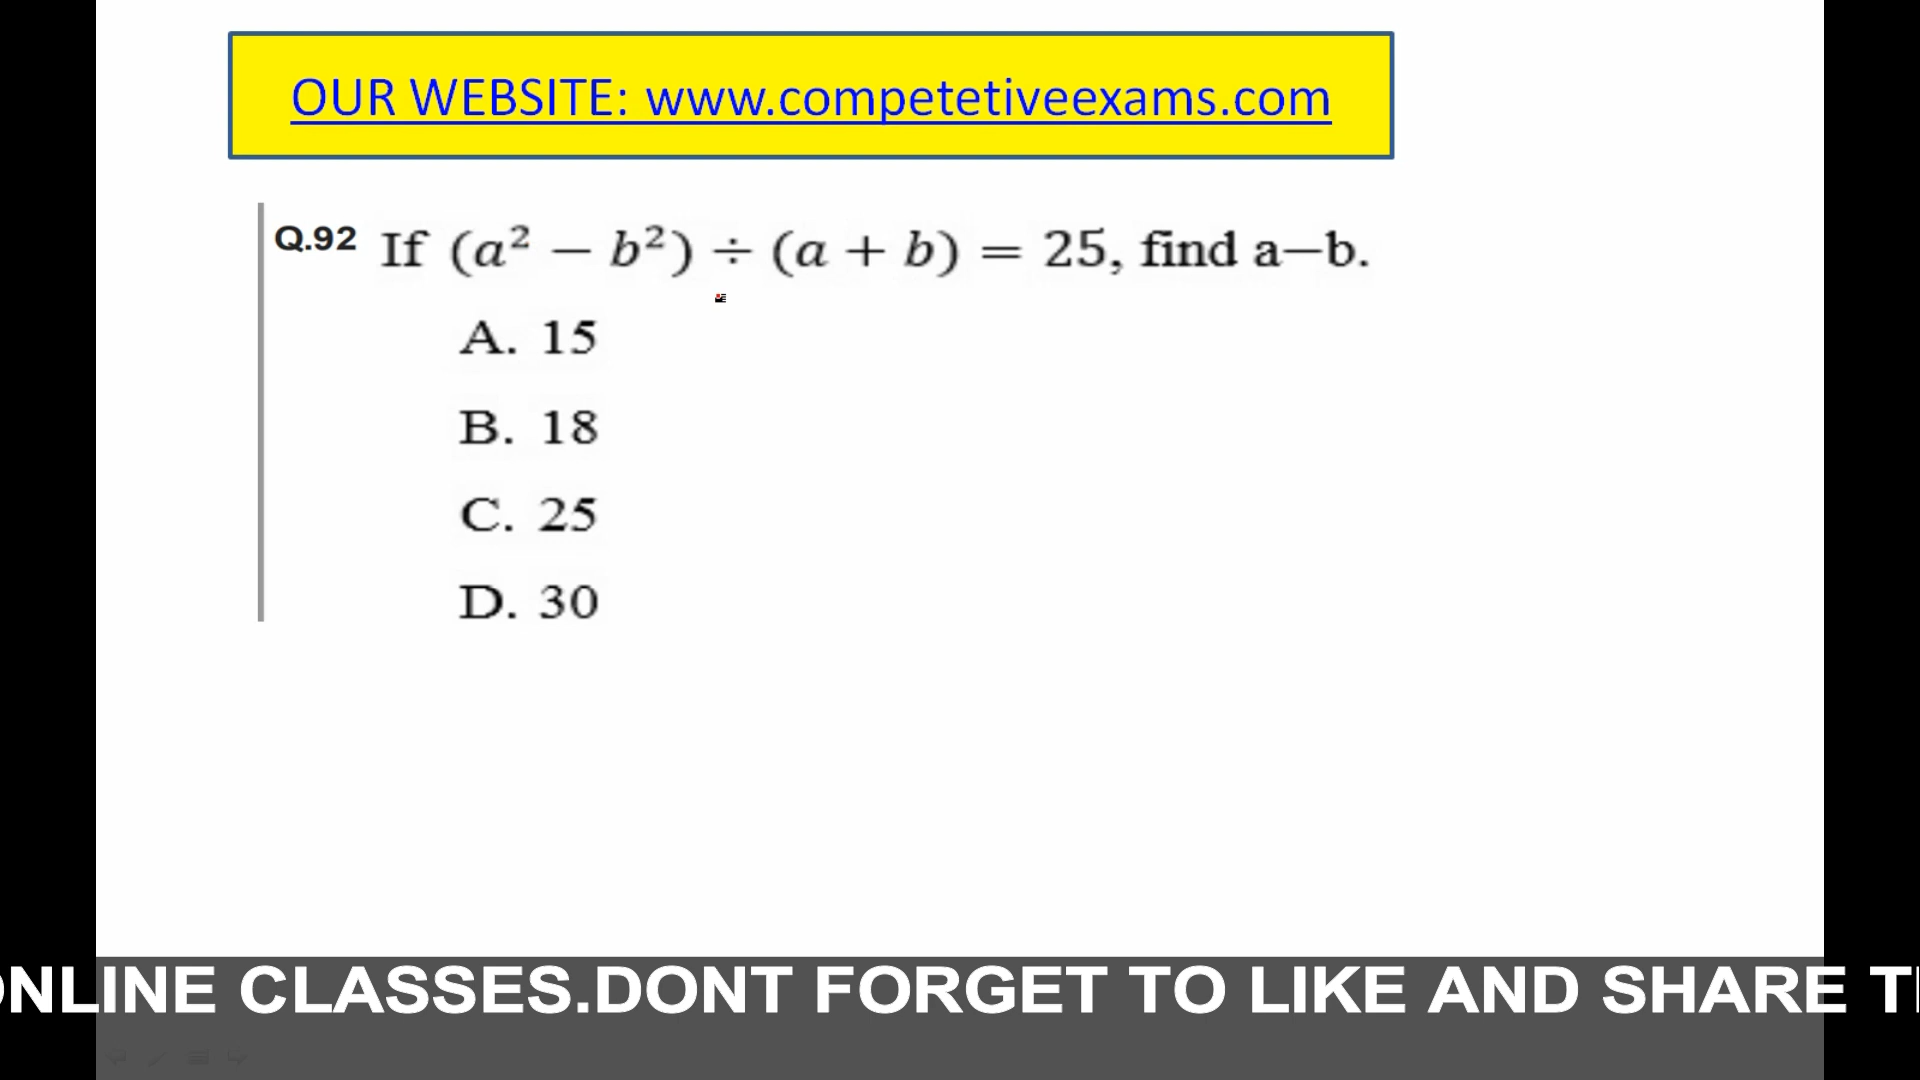 OUR WEBSITE: www.competetiveexams.com
Q.92 If (a² − b²) ÷ (a + b) = 25, find a−b.
A. 15
B. 18
C. 25
D. 30
ONLINE CLASSES.DONT FORGET TO LIKE AND SHARE